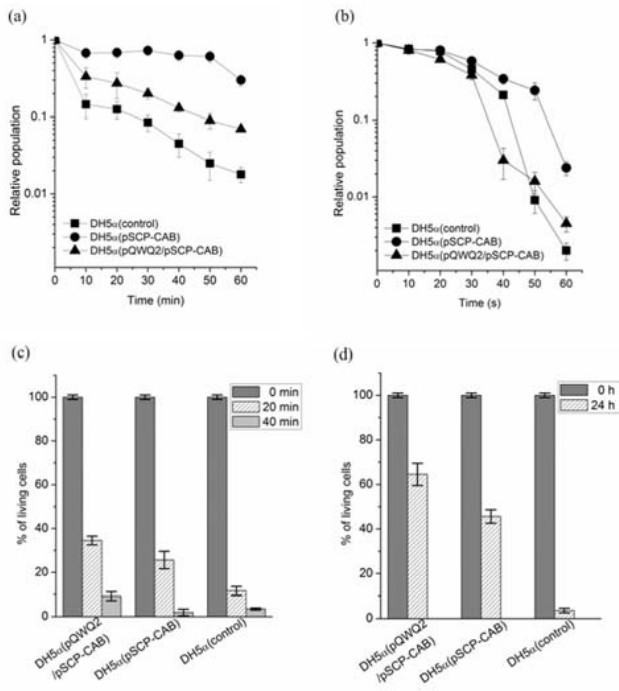 (a)
1
0.1
0.01
Relative population
DH5α(control)
DH5α(pSCP-CAB)
DH5α(pQWQ2/pSCP-CAB)
0 10 20 30 40 50 60
Time (min)
(b)
1
0.1
0.01
Relative population
DH5α(control)
DH5α(pSCP-CAB)
DH5α(pQWQ2/pSCP-CAB)
0 10 20 30 40 50 60
Time (s)
(c)
100
80
60
40
20
0
% of living cells
0 min
20 min
40 min
DH5α(pQWQ2
/pSCP-CAB)
DH5α(pSCP-CAB)
DH5α(control)
(d)
100
80
60
40
20
0
% of living cells
0 h
24 h
DH5α(pQWQ2
/pSCP-CAB)
DH5α(pSCP-CAB)
DH5α(control)